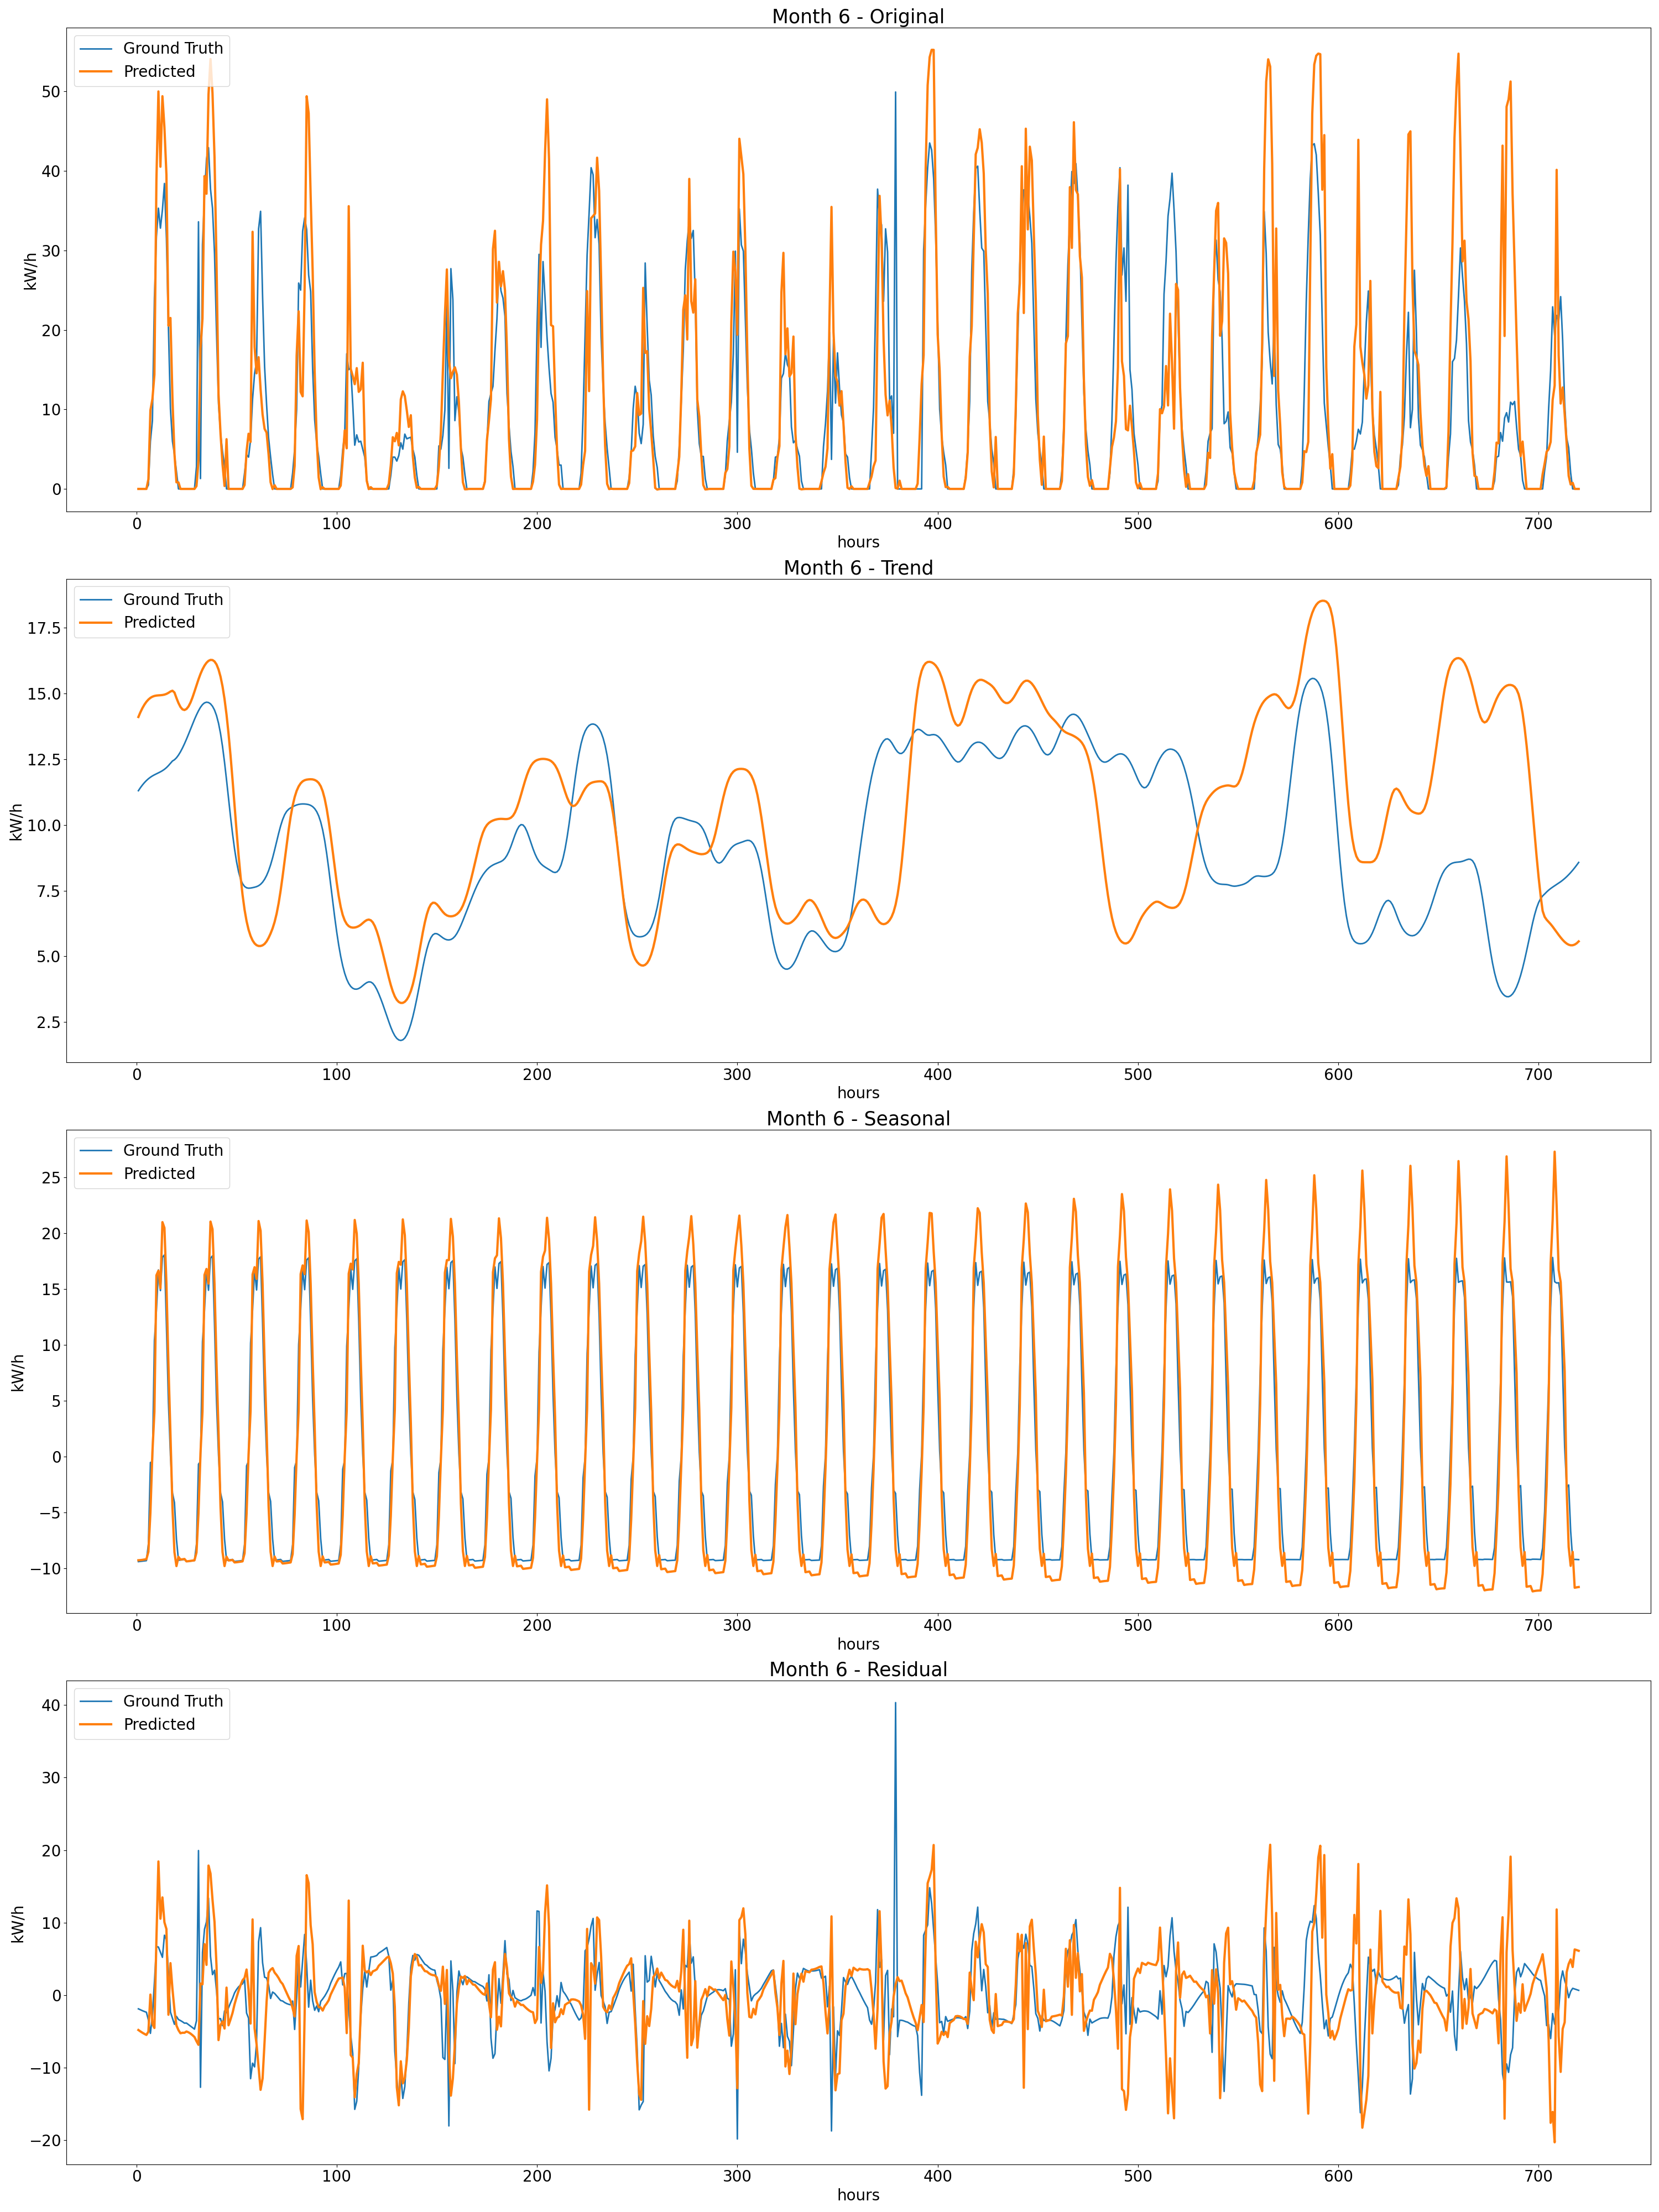 Month 6 - Original
Ground Truth
Predicted
50
40
30
20
10
0
kW/h
0 100 200 300 400 500 600 700
hours
Month 6 - Trend
Ground Truth
Predicted
17.5
15.0
12.5
10.0
7.5
5.0
2.5
kW/h
0 100 200 300 400 500 600 700
hours
Month 6 - Seasonal
Ground Truth
Predicted
25
20
15
10
5
0
−5
−10
kW/h
0 100 200 300 400 500 600 700
hours
Month 6 - Residual
Ground Truth
Predicted
40
30
20
10
0
−10
−20
kW/h
0 100 200 300 400 500 600 700
hours